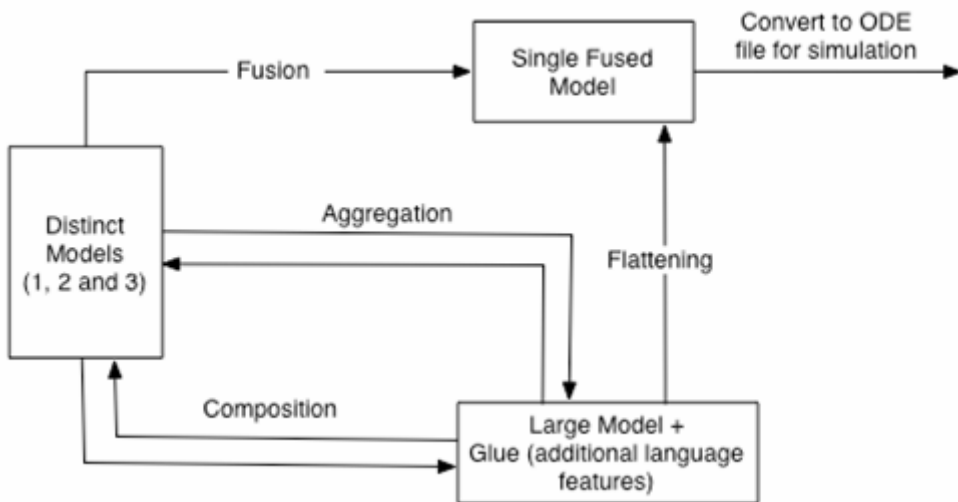 Convert to ODE
file for simulation
Fusion
Single Fused
Model
Distinct
Models
(1, 2 and 3)
Aggregation
Flattening
Composition
Large Model +
Glue (additional language
features)